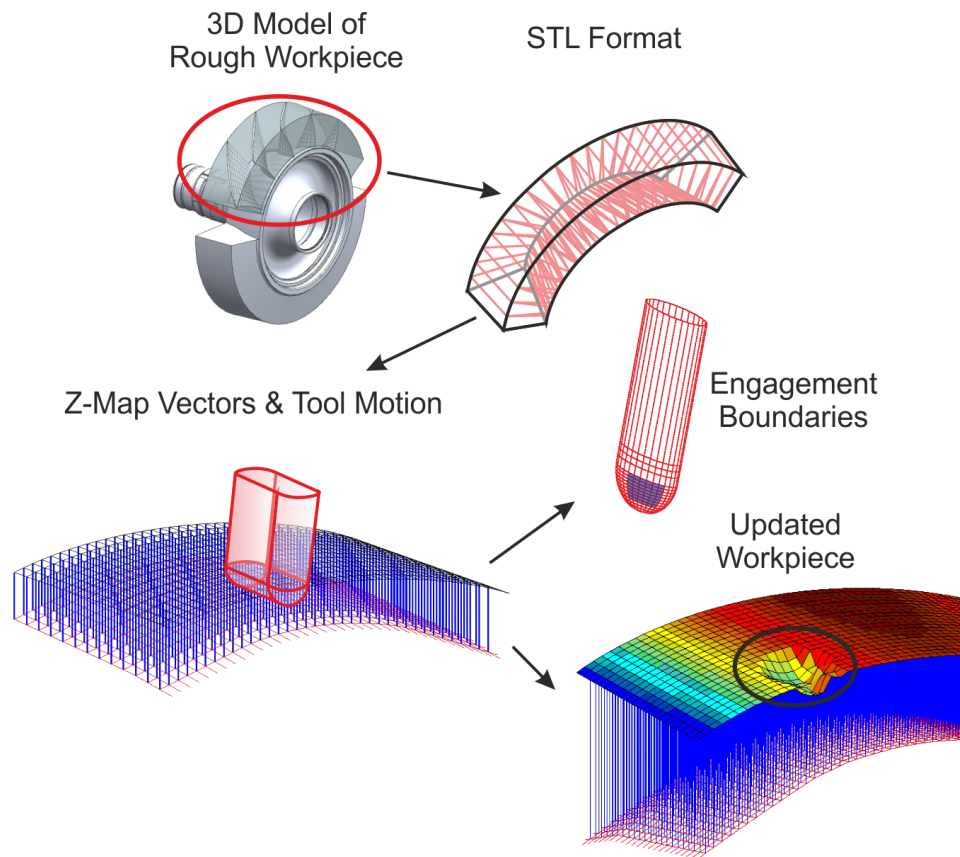 3D Model of
Rough Workpiece
STL Format
Z-Map Vectors & Tool Motion
Engagement
Boundaries
Updated
Workpiece